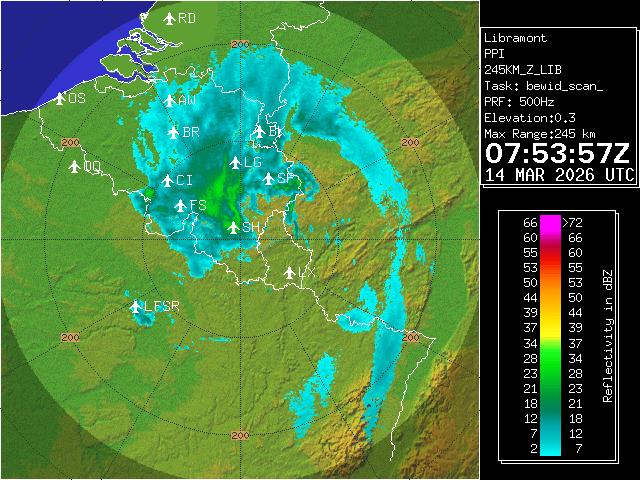 RD
200
OS
AW
BR
200
200
LG
CI
SP
FS
SH
LX
LFSR
200
200
200
Libramont
PPI
245KM_Z_LIB
Task: bewid_scan_
PRF: 500Hz
Elevation:0.3
Max Range:245 km
07:53:57Z
14 MAR 2026 UTC
66 >72
60 66
55 60
53 55
50 53
44 50
39 44
37 39
34 37
28 34
23 28
21 23
18 21
12 18
7 12
2 7
Reflectivity in dBZ